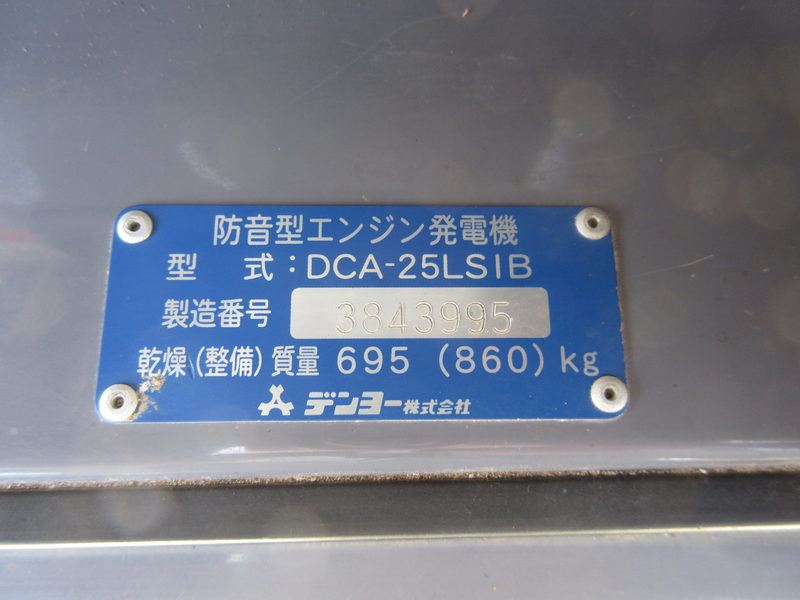 防音型エンジン発電機
型 式：DCA-25LSIB
製造番号 3843995
乾燥(整備)質量 695 (860) kg
デンヨー株式会社